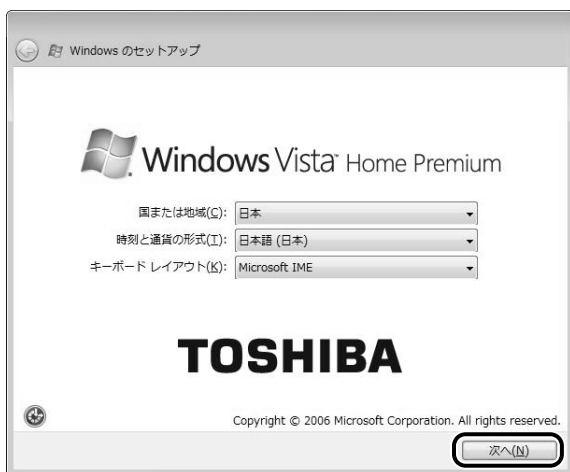 Windows のセットアップ
Windows Vista™ Home Premium
国または地域(C): 日本
時刻と通貨の形式(T): 日本語 (日本)
キーボード レイアウト(K): Microsoft IME
TOSHIBA
Copyright © 2006 Microsoft Corporation. All rights reserved.
次へ(N)